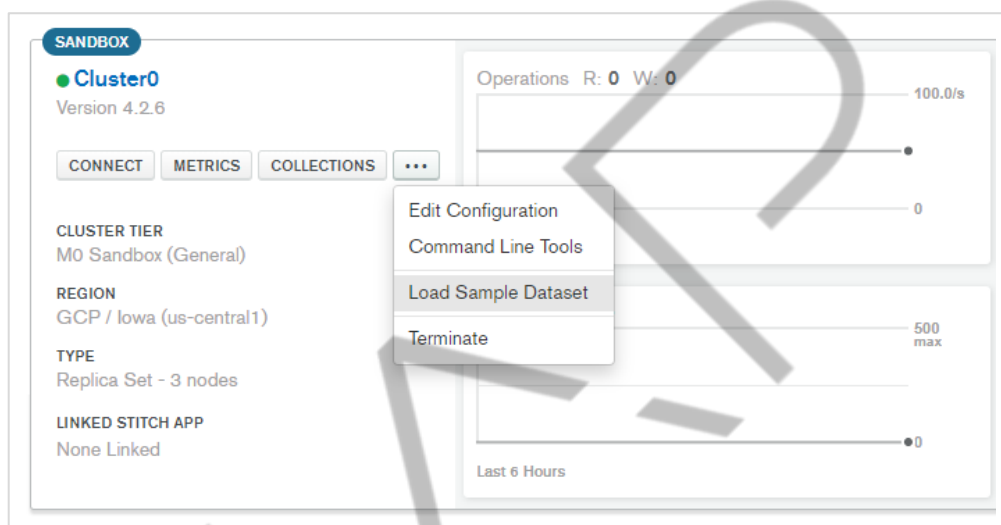 SANDBOX
Cluster0
Version 4.2.6
CONNECT METRICS COLLECTIONS ...
Edit Configuration
Command Line Tools
Load Sample Dataset
Terminate
CLUSTER TIER
M0 Sandbox (General)
REGION
GCP / Iowa (us-central1)
TYPE
Replica Set - 3 nodes
LINKED STITCH APP
None Linked
Operations R: 0 W: 0
100.0/s
0
500
max
0
Last 6 Hours